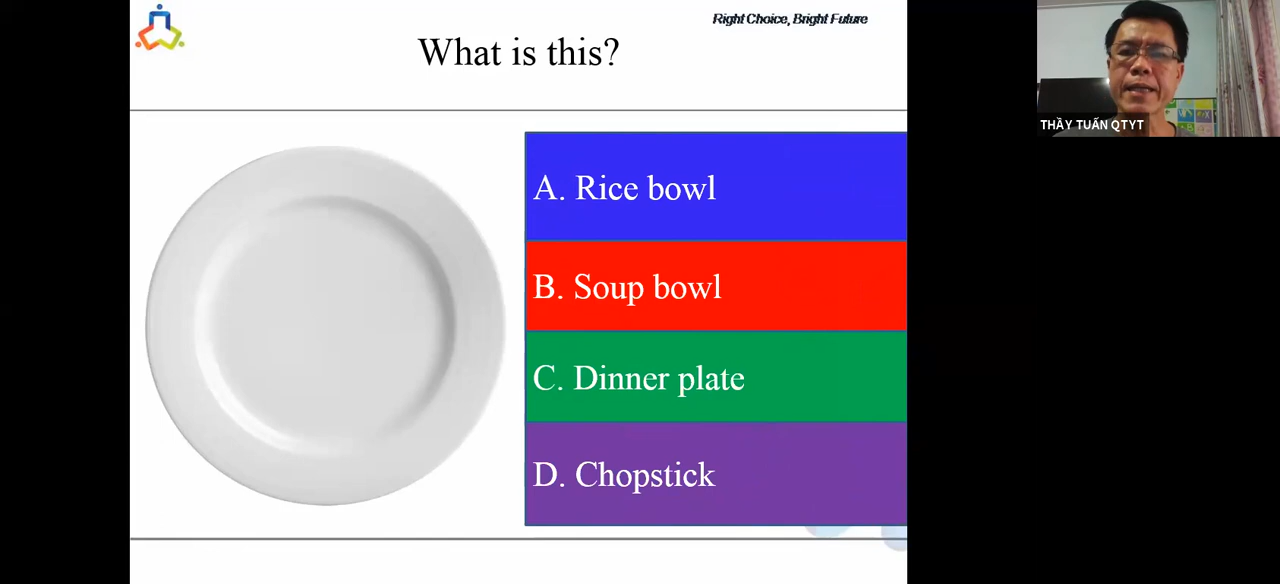 Right Choice, Bright Future
What is this?
A. Rice bowl
B. Soup bowl
C. Dinner plate
D. Chopstick
THẦY TUẤN QTYT